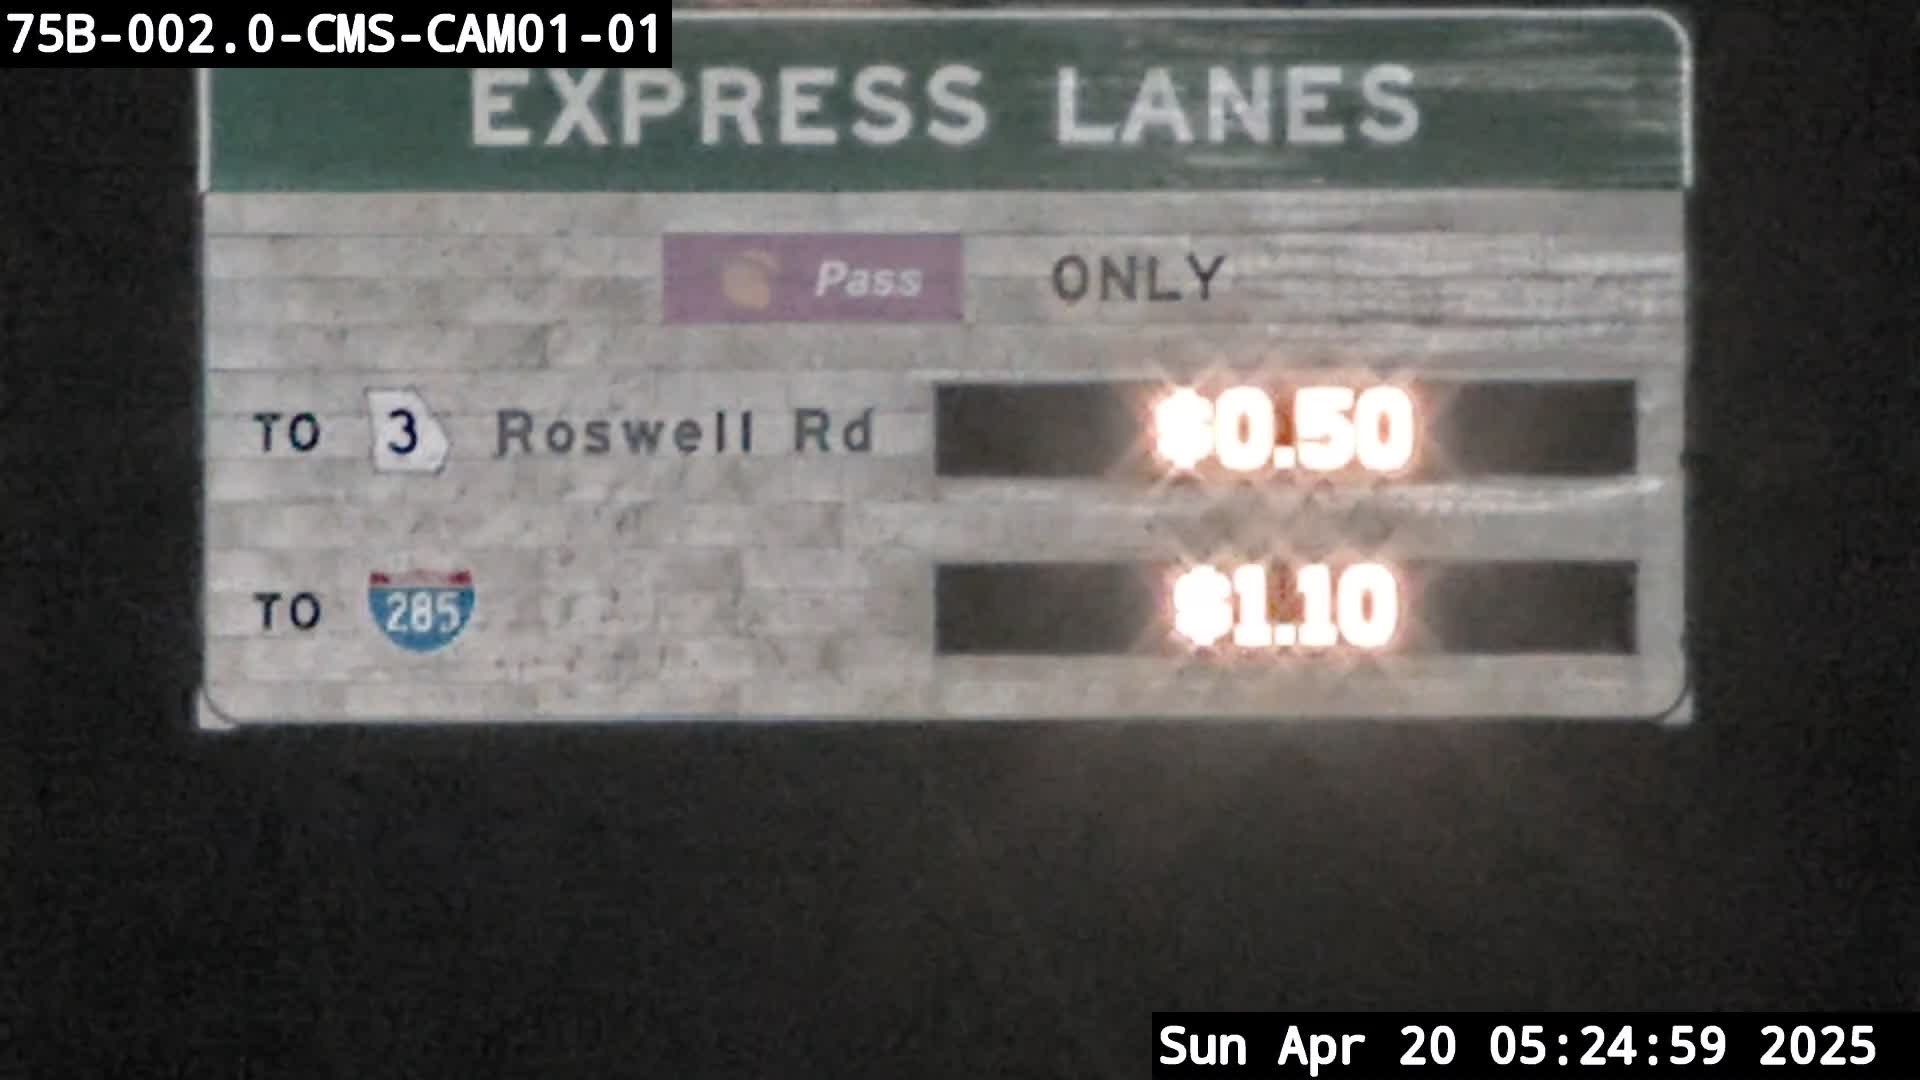 75B-002.0-CMS-CAM01-01
EXPRESS LANES
Pass ONLY
TO 3 Roswell Rd $0.50
TO 285 $1.10
Sun Apr 20 05:24:59 2025